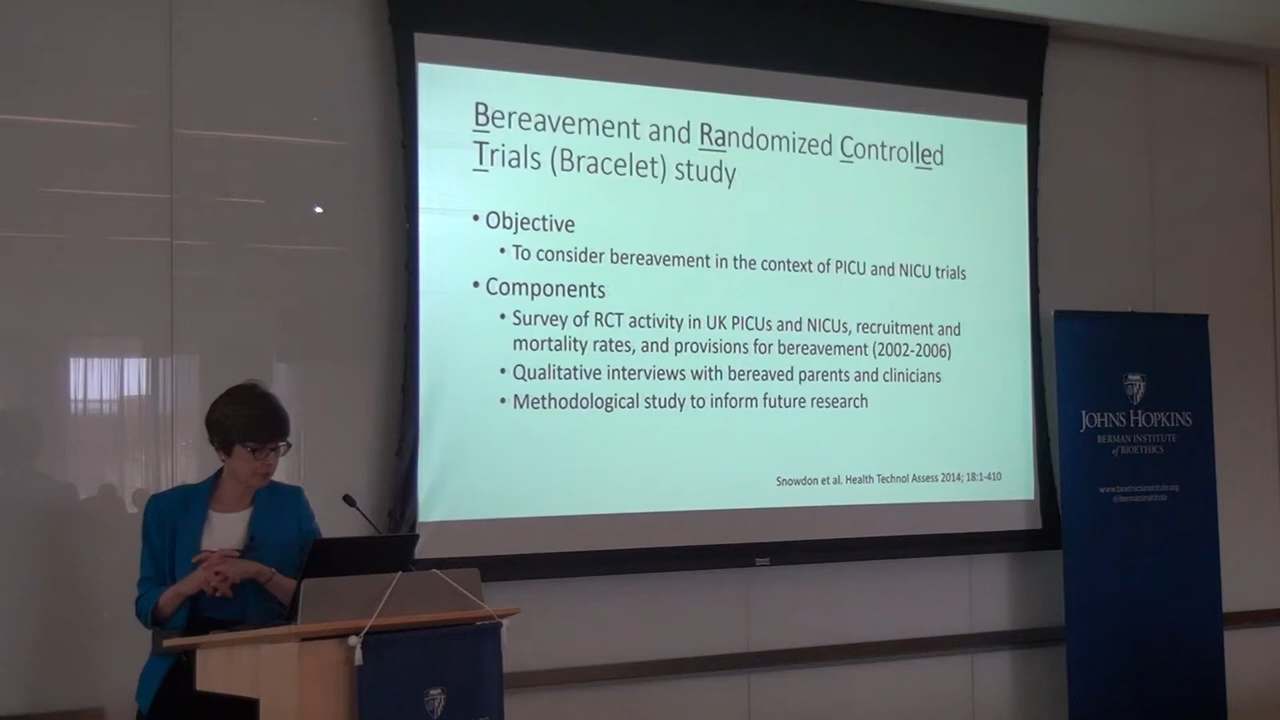 Bereavement and Randomized Controlled
Trials (Bracelet) study
• Objective
• To consider bereavement in the context of PICU and NICU trials
• Components
• Survey of RCT activity in UK PICUs and NICUs, recruitment and
mortality rates, and provisions for bereavement (2002-2006)
• Qualitative interviews with bereaved parents and clinicians
• Methodological study to inform future research
Snowdon et al. Health Technol Assess 2014; 18:1-410
JOHNS HOPKINS
BERMAN INSTITUTE
of BIOETHICS
www.bioethicsinstitute.org
@bermaninstitute